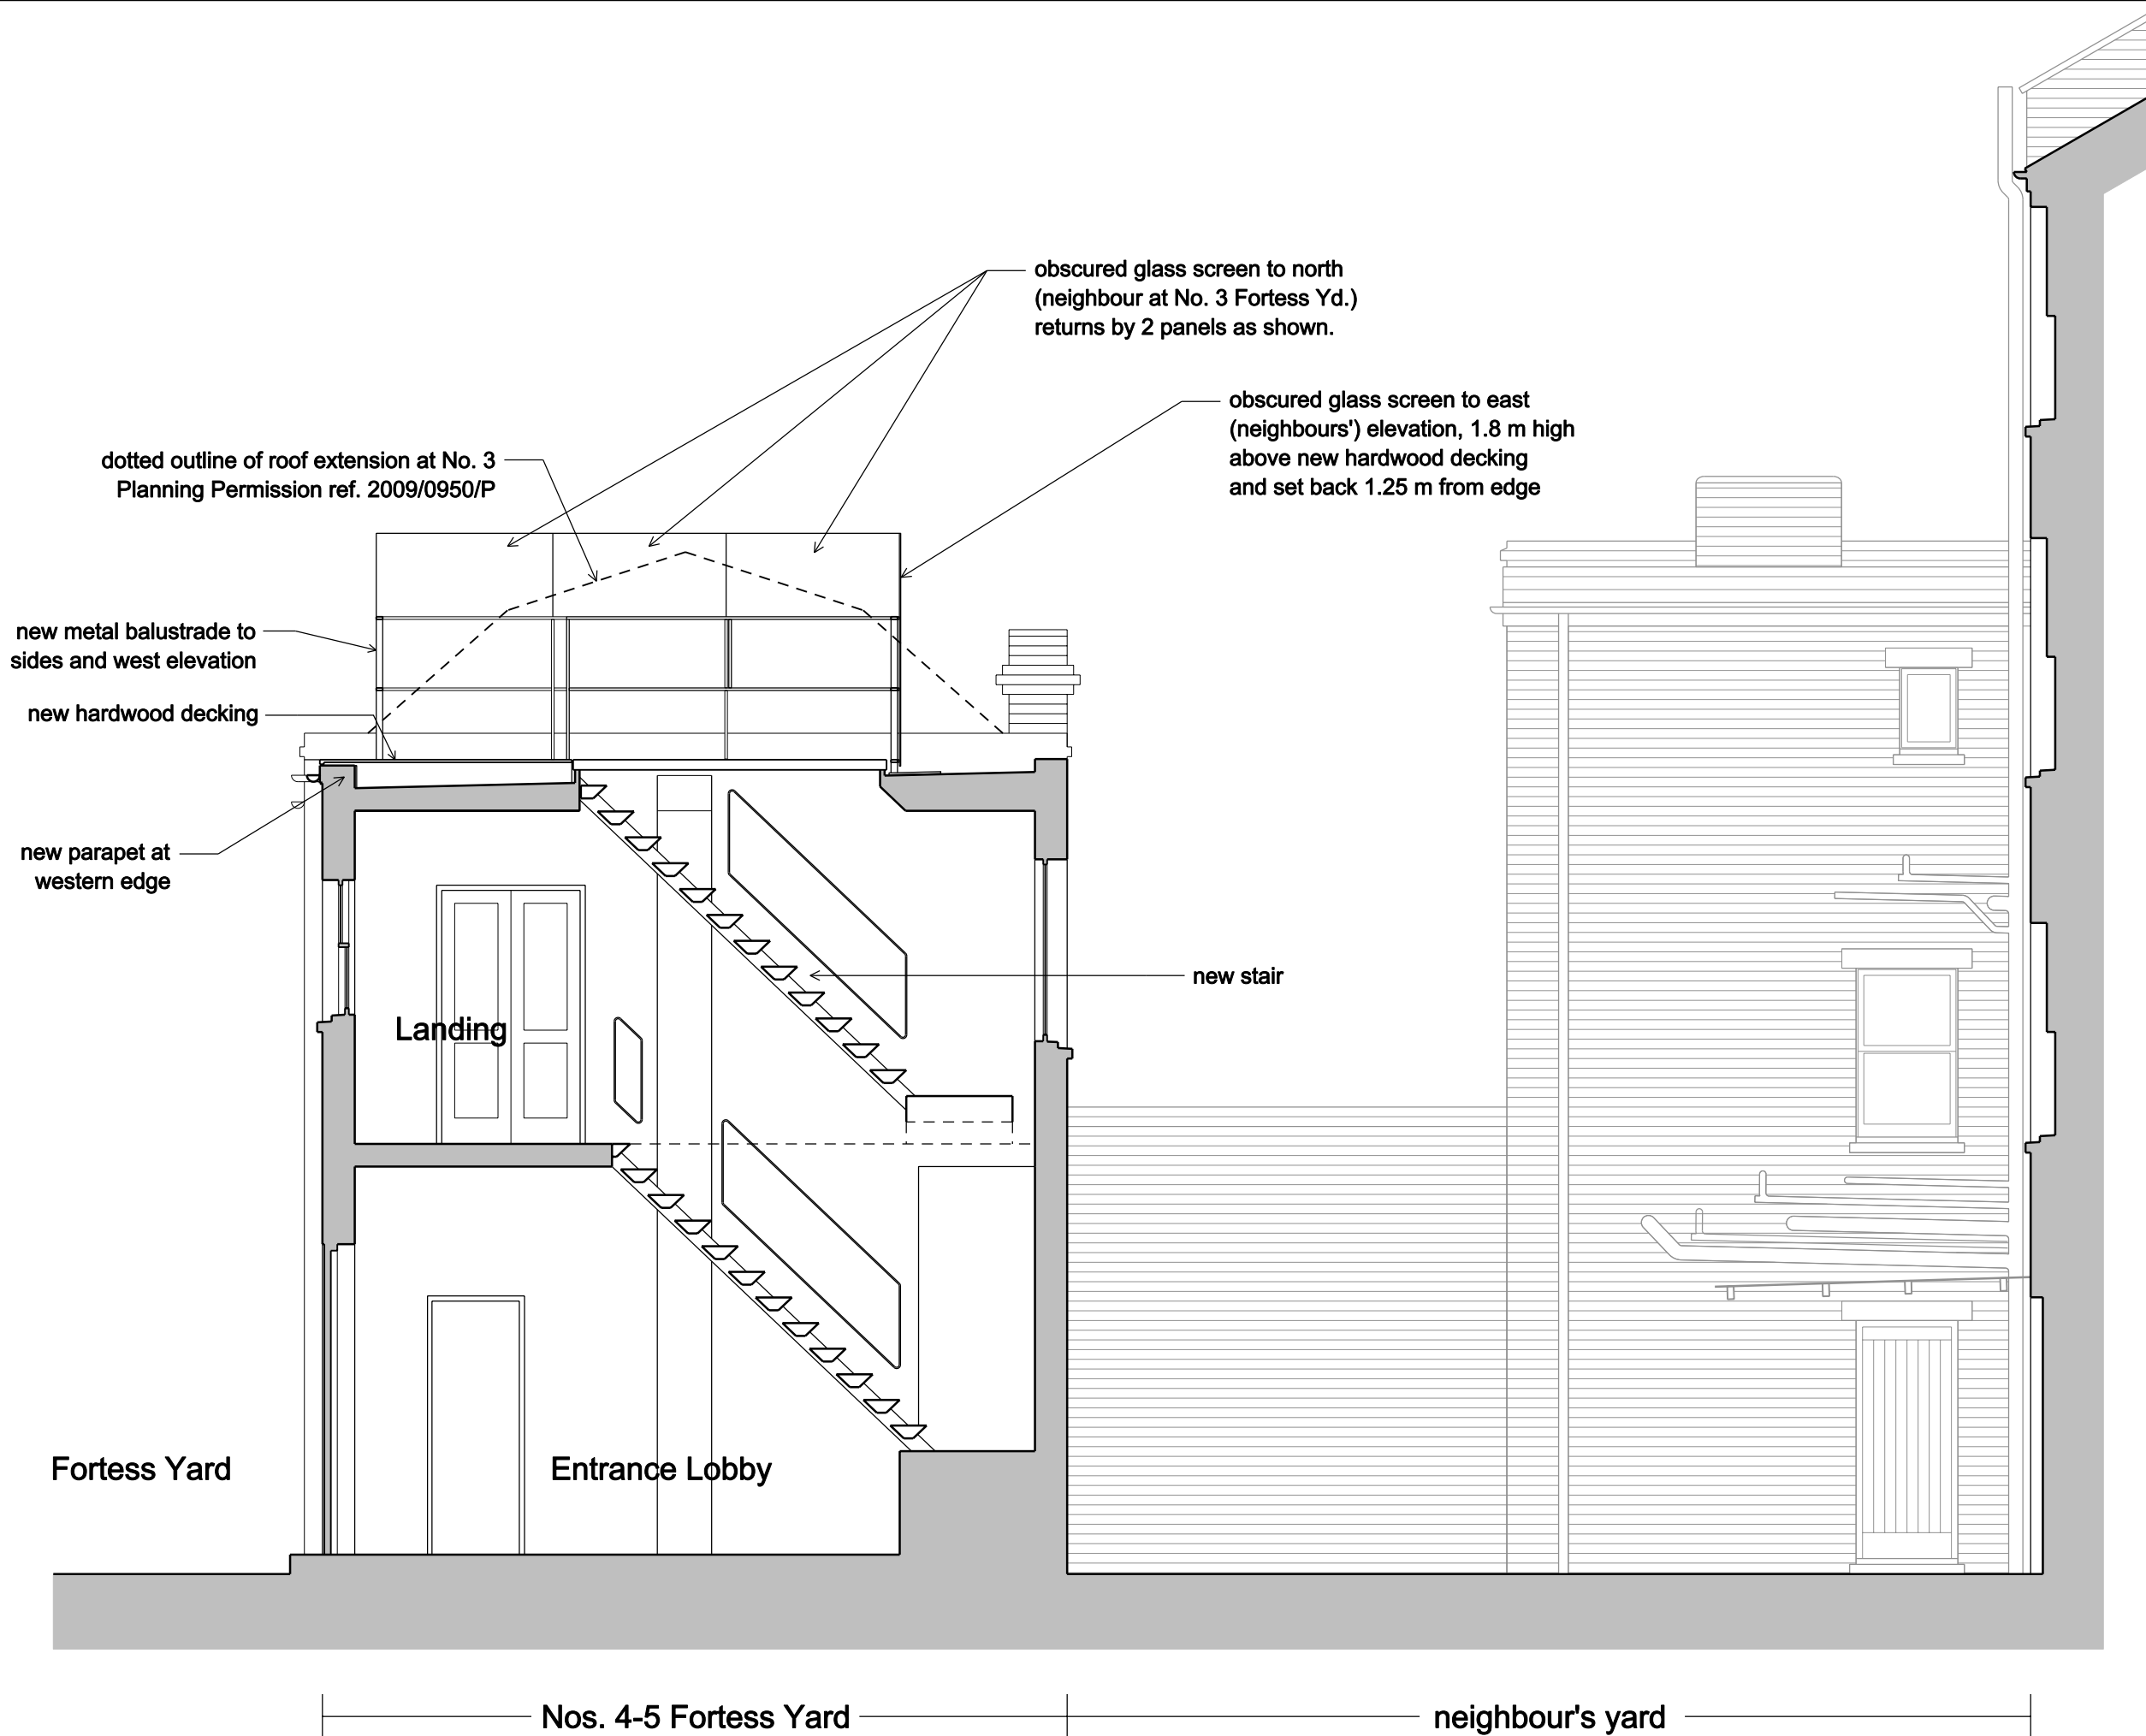 obscured glass screen to north
(neighbour at No. 3 Fortess Yd.)
returns by 2 panels as shown.
obscured glass screen to east
(neighbours') elevation, 1.8 m high
above new hardwood decking
and set back 1.25 m from edge
dotted outline of roof extension at No. 3
Planning Permission ref. 2009/0950/P
new metal balustrade to
sides and west elevation
new hardwood decking
new parapet at
western edge
new stair
Landing
Fortess Yard
Entrance Lobby
Nos. 4-5 Fortess Yard
neighbour's yard